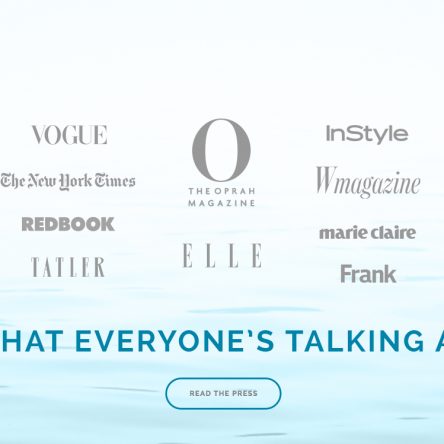 VOGUE
The New York Times
REDBOOK
TATLER
O
THE OPRAH
MAGAZINE
ELLE
InStyle
Wmagazine
marie claire
Frank
HAT EVERYONE'S TALKING A
READ THE PRESS